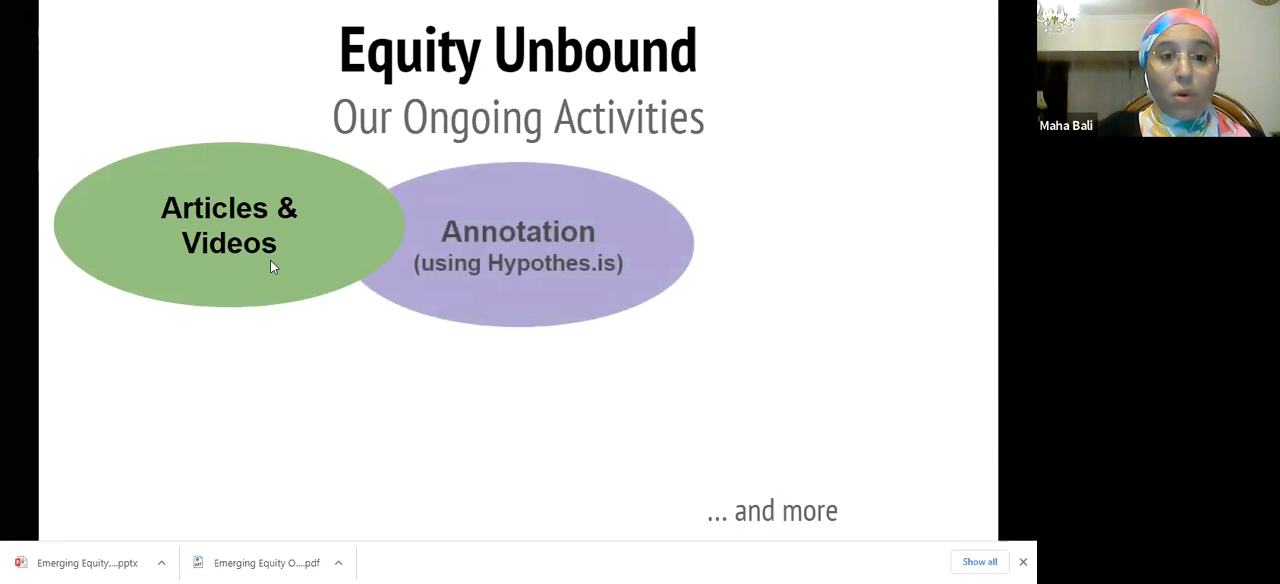 Equity Unbound
Our Ongoing Activities
Maha Bali
Articles &
Videos
Annotation
(using Hypothes.is)
... and more
Emerging Equity....pptx
Emerging Equity O....pdf
Show all